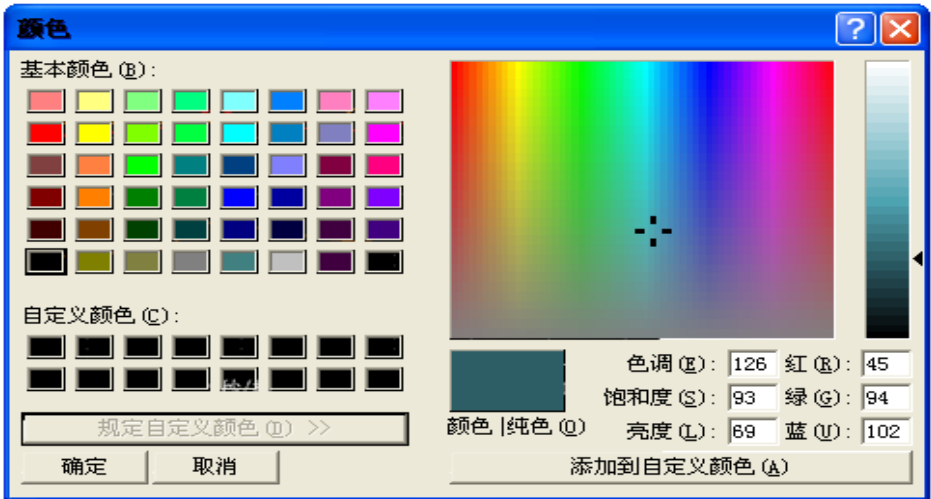 颜色
基本颜色(B):
自定义颜色(C):
规定自定义颜色(D) >>
确定 取消
色调(E): 126 红(R): 45
饱和度(S): 93 绿(G): 94
颜色|纯色(O) 亮度(L): 69 蓝(U): 102
添加到自定义颜色(A)